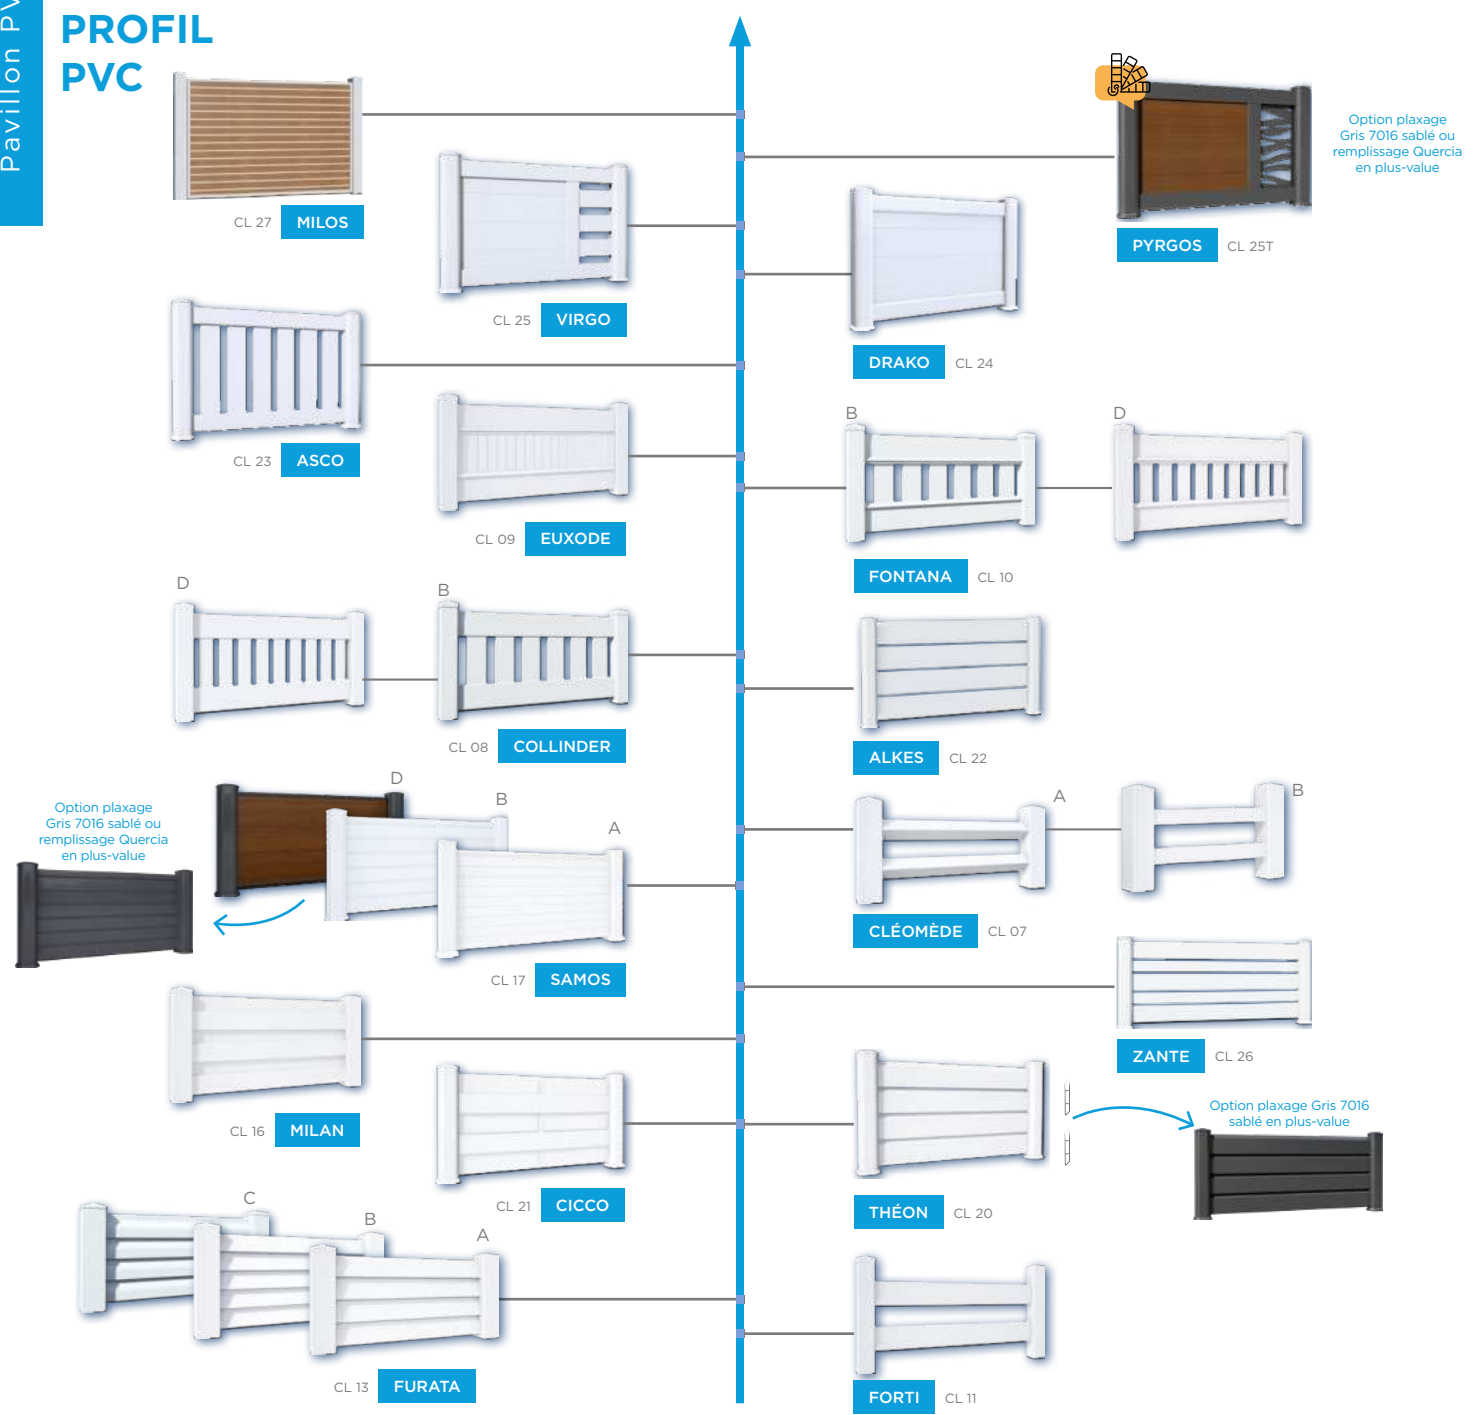 Pavillon PV
PROFIL
PVC
CL 27 MILOS
CL 25 VIRGO
CL 23 ASCO
CL 09 EUXODE
D
B
CL 08 COLLINDER
D
B
A
Option plaxage
Gris 7016 sablé ou
remplissage Quercia
en plus-value
CL 17 SAMOS
CL 16 MILAN
CL 21 CICCO
C
B
A
CL 13 FURATA
Option plaxage
Gris 7016 sablé ou
remplissage Quercia
en plus-value
PYRGOS CL 25T
DRAKO CL 24
B
D
FONTANA CL 10
ALKES CL 22
A
B
CLÉOMÈDE CL 07
ZANTE CL 26
Option plaxage Gris 7016
sablé en plus-value
THÉON CL 20
FORTI CL 11